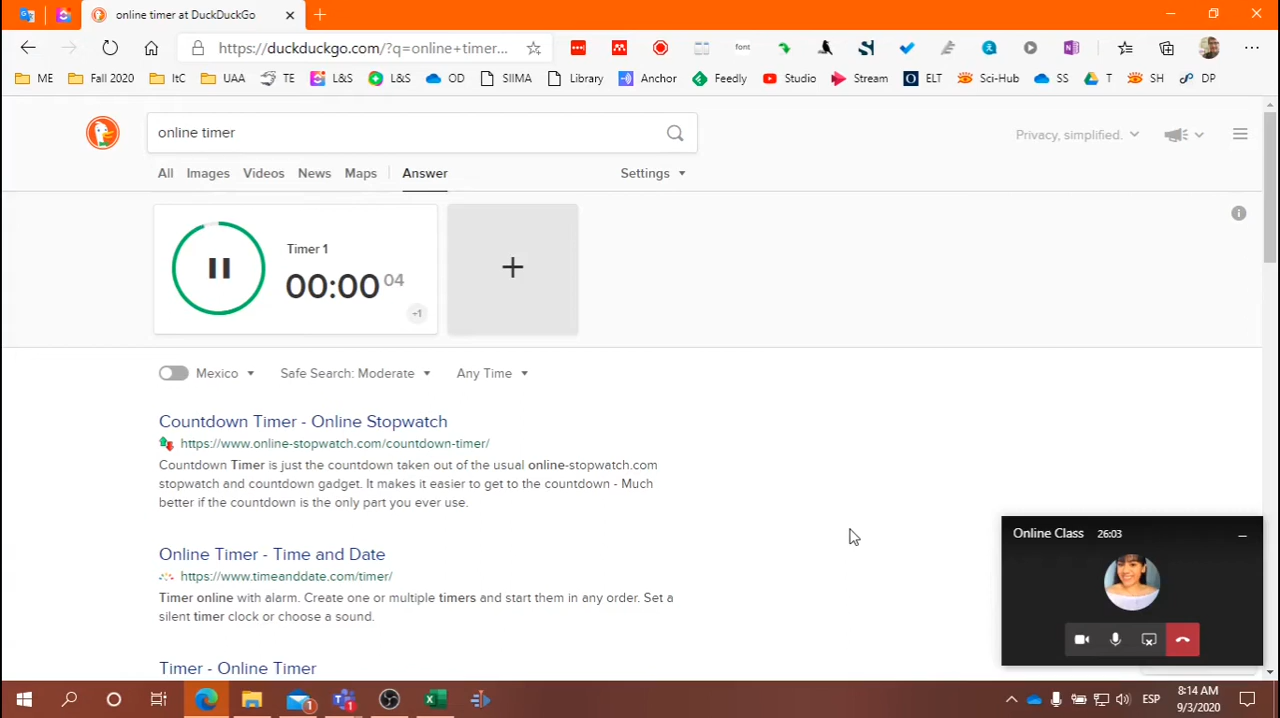 online timer at DuckDuckGo
https://duckduckgo.com/?q=online+timer...
font
ME Fall 2020 ItC UAA TE L&S L&S OD SIIMA Library Anchor Feedly Studio Stream ELT Sci-Hub SS T SH DP
online timer
Privacy, simplified.
All Images Videos News Maps Answer Settings
Timer 1
00:00 04
+1
+
Mexico Safe Search: Moderate Any Time
Countdown Timer - Online Stopwatch
https://www.online-stopwatch.com/countdown-timer/
Countdown Timer is just the countdown taken out of the usual online-stopwatch.com
stopwatch and countdown gadget. It makes it easier to get to the countdown - Much
better if the countdown is the only part you ever use.
Online Class 26:03
Online Timer - Time and Date
https://www.timeanddate.com/timer/
Timer online with alarm. Create one or multiple timers and start them in any order. Set a
silent timer clock or choose a sound.
Timer - Online Timer
1
1
ESP
8:14 AM
9/3/2020